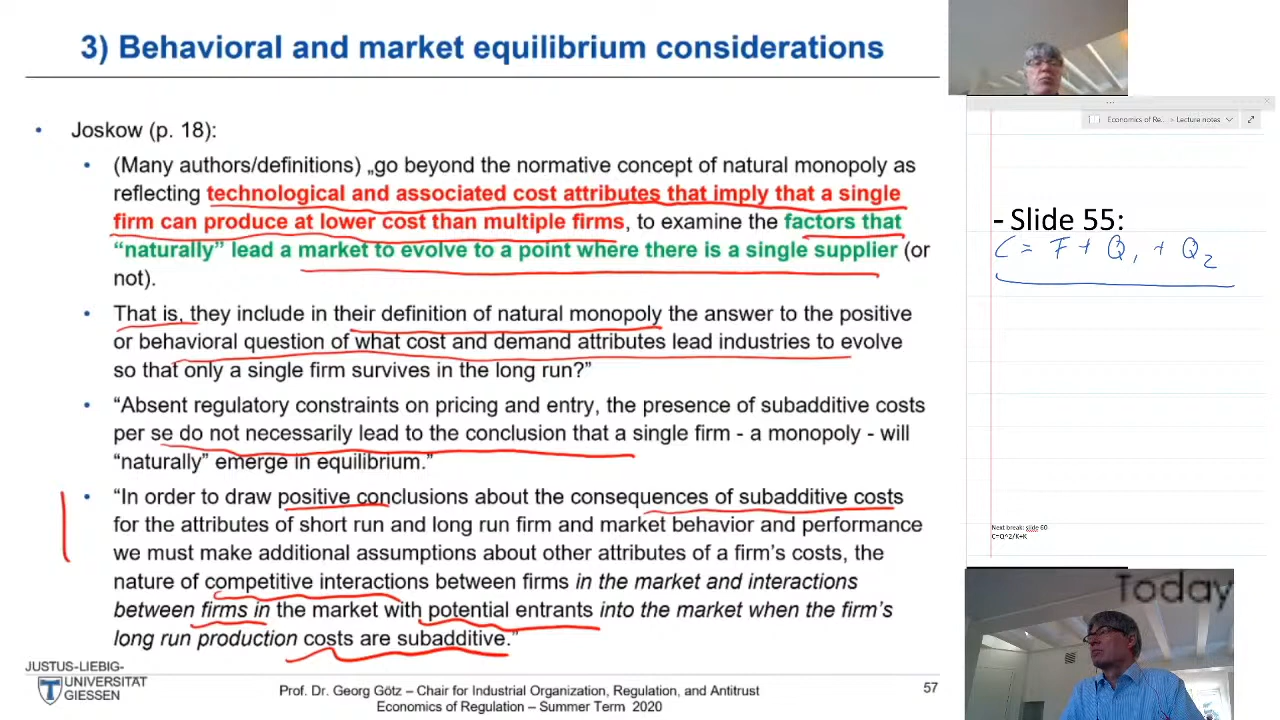 3) Behavioral and market equilibrium considerations
• Joskow (p. 18):
• (Many authors/definitions) „go beyond the normative concept of natural monopoly as
reflecting technological and associated cost attributes that imply that a single
firm can produce at lower cost than multiple firms, to examine the factors that
“naturally” lead a market to evolve to a point where there is a single supplier (or
not).
• That is, they include in their definition of natural monopoly the answer to the positive
or behavioral question of what cost and demand attributes lead industries to evolve
so that only a single firm survives in the long run?”
• “Absent regulatory constraints on pricing and entry, the presence of subadditive costs
per se do not necessarily lead to the conclusion that a single firm - a monopoly - will
“naturally” emerge in equilibrium.”
• “In order to draw positive conclusions about the consequences of subadditive costs
for the attributes of short run and long run firm and market behavior and performance
we must make additional assumptions about other attributes of a firm’s costs, the
nature of competitive interactions between firms in the market and interactions
between firms in the market with potential entrants into the market when the firm’s
long run production costs are subadditive.”
JUSTUS-LIEBIG-
UNIVERSITAT
GIESSEN
Prof. Dr. Georg Götz – Chair for Industrial Organization, Regulation, and Antitrust
Economics of Regulation – Summer Term 2020
57
Economics of Re... » Lecture notes
- Slide 55:
C = F + Q1 + Q2
Next break: slide 60
C=Q^2/K+K
Today